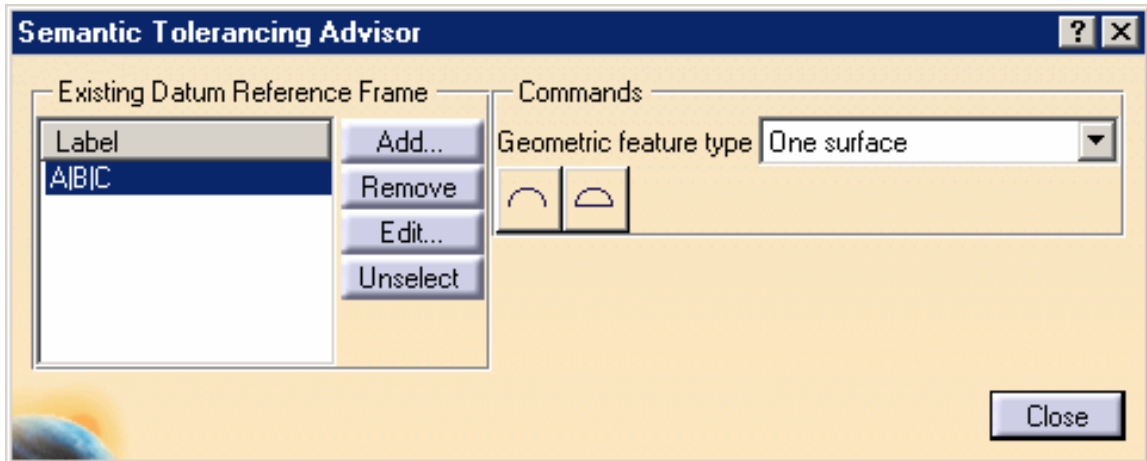 Semantic Tolerancing Advisor
Existing Datum Reference Frame
Label
A|B|C
Add...
Remove
Edit...
Unselect
Commands
Geometric feature type One surface
Close